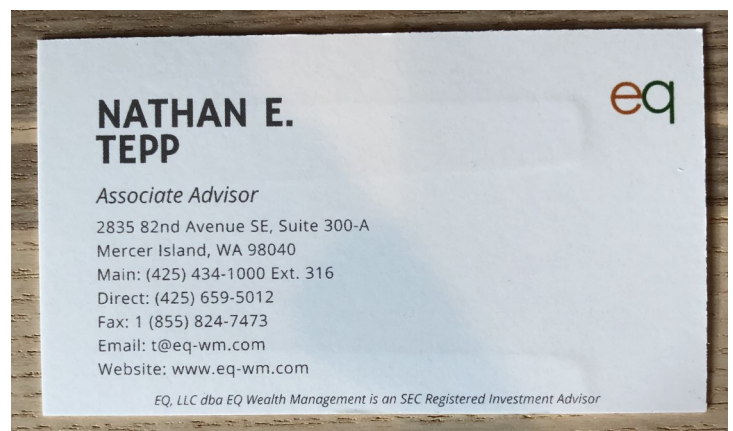 NATHAN E.
TEPP
eq
Associate Advisor
2835 82nd Avenue SE, Suite 300-A
Mercer Island, WA 98040
Main: (425) 434-1000 Ext. 316
Direct: (425) 659-5012
Fax: 1 (855) 824-7473
Email: t@eq-wm.com
Website: www.eq-wm.com
EQ, LLC dba EQ Wealth Management is an SEC Registered Investment Advisor